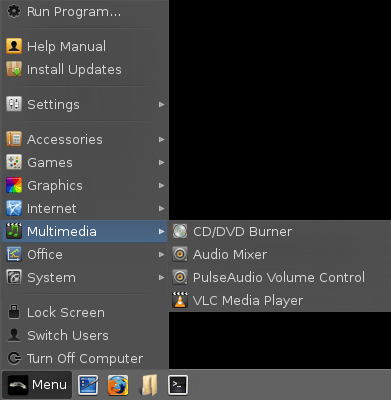 Run Program...
Help Manual
Install Updates
Settings
Accessories
Games
Graphics
Internet
Multimedia
CD/DVD Burner
Office
Audio Mixer
System
PulseAudio Volume Control
VLC Media Player
Lock Screen
Switch Users
Turn Off Computer
Menu